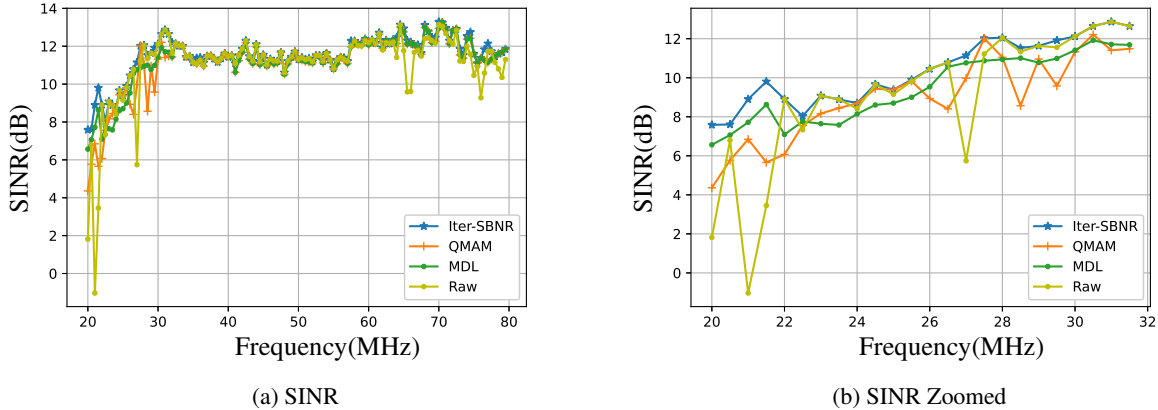 SINR(dB)
14
12
10
8
6
4
2
0
20 30 40 50 60 70 80
Frequency(MHz)
Iter-SBNR
QMAM
MDL
Raw
(a) SINR
SINR(dB)
12
10
8
6
4
2
0
20 22 24 26 28 30 32
Frequency(MHz)
Iter-SBNR
QMAM
MDL
Raw
(b) SINR Zoomed